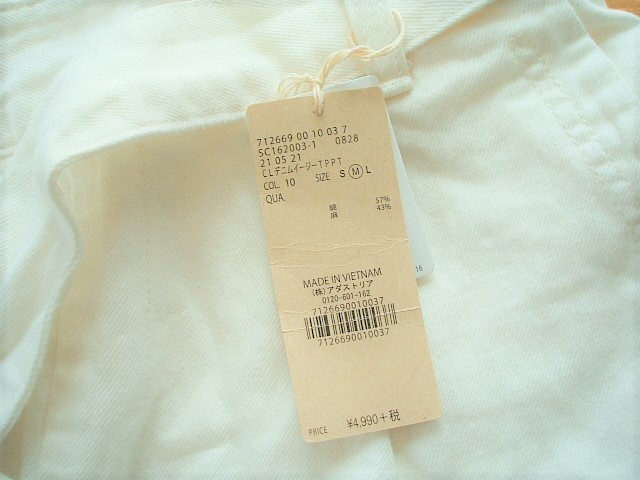 712669 00 10 03 7
SC162003-1 0828
21 05 21
CLデニムイージーTPPT
COL. 10 SIZE S M L
QUA.
綿 57%
麻 43%
MADE IN VIETNAM
(株)アダストリア
0120-601-162
7126690010037
7126690010037
PRICE ¥4,990+税
16